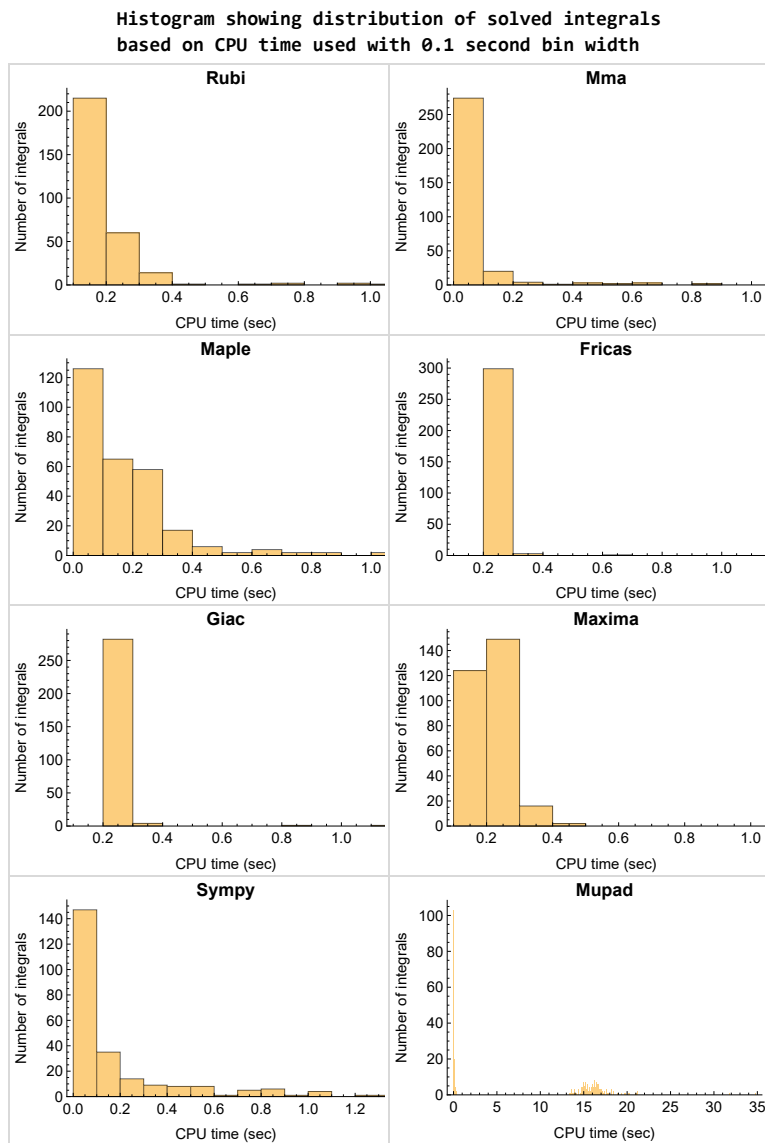 Histogram showing distribution of solved integrals
based on CPU time used with 0.1 second bin width
Rubi
Number of integrals
200
150
100
50
0
0.2 0.4 0.6 0.8 1.0
CPU time (sec)
Mma
Number of integrals
250
200
150
100
50
0
0.0 0.2 0.4 0.6 0.8 1.0
CPU time (sec)
Maple
Number of integrals
120
100
80
60
40
20
0
0.0 0.2 0.4 0.6 0.8 1.0
CPU time (sec)
Fricas
Number of integrals
300
250
200
150
100
50
0
0.2 0.4 0.6 0.8 1.0
CPU time (sec)
Giac
Number of integrals
250
200
150
100
50
0
0.2 0.4 0.6 0.8 1.0
CPU time (sec)
Maxima
Number of integrals
140
120
100
80
60
40
20
0
0.2 0.4 0.6 0.8 1.0
CPU time (sec)
Sympy
Number of integrals
140
120
100
80
60
40
20
0
0.0 0.2 0.4 0.6 0.8 1.0 1.2
CPU time (sec)
Mupad
Number of integrals
100
80
60
40
20
0
0 5 10 15 20 25 30 35
CPU time (sec)